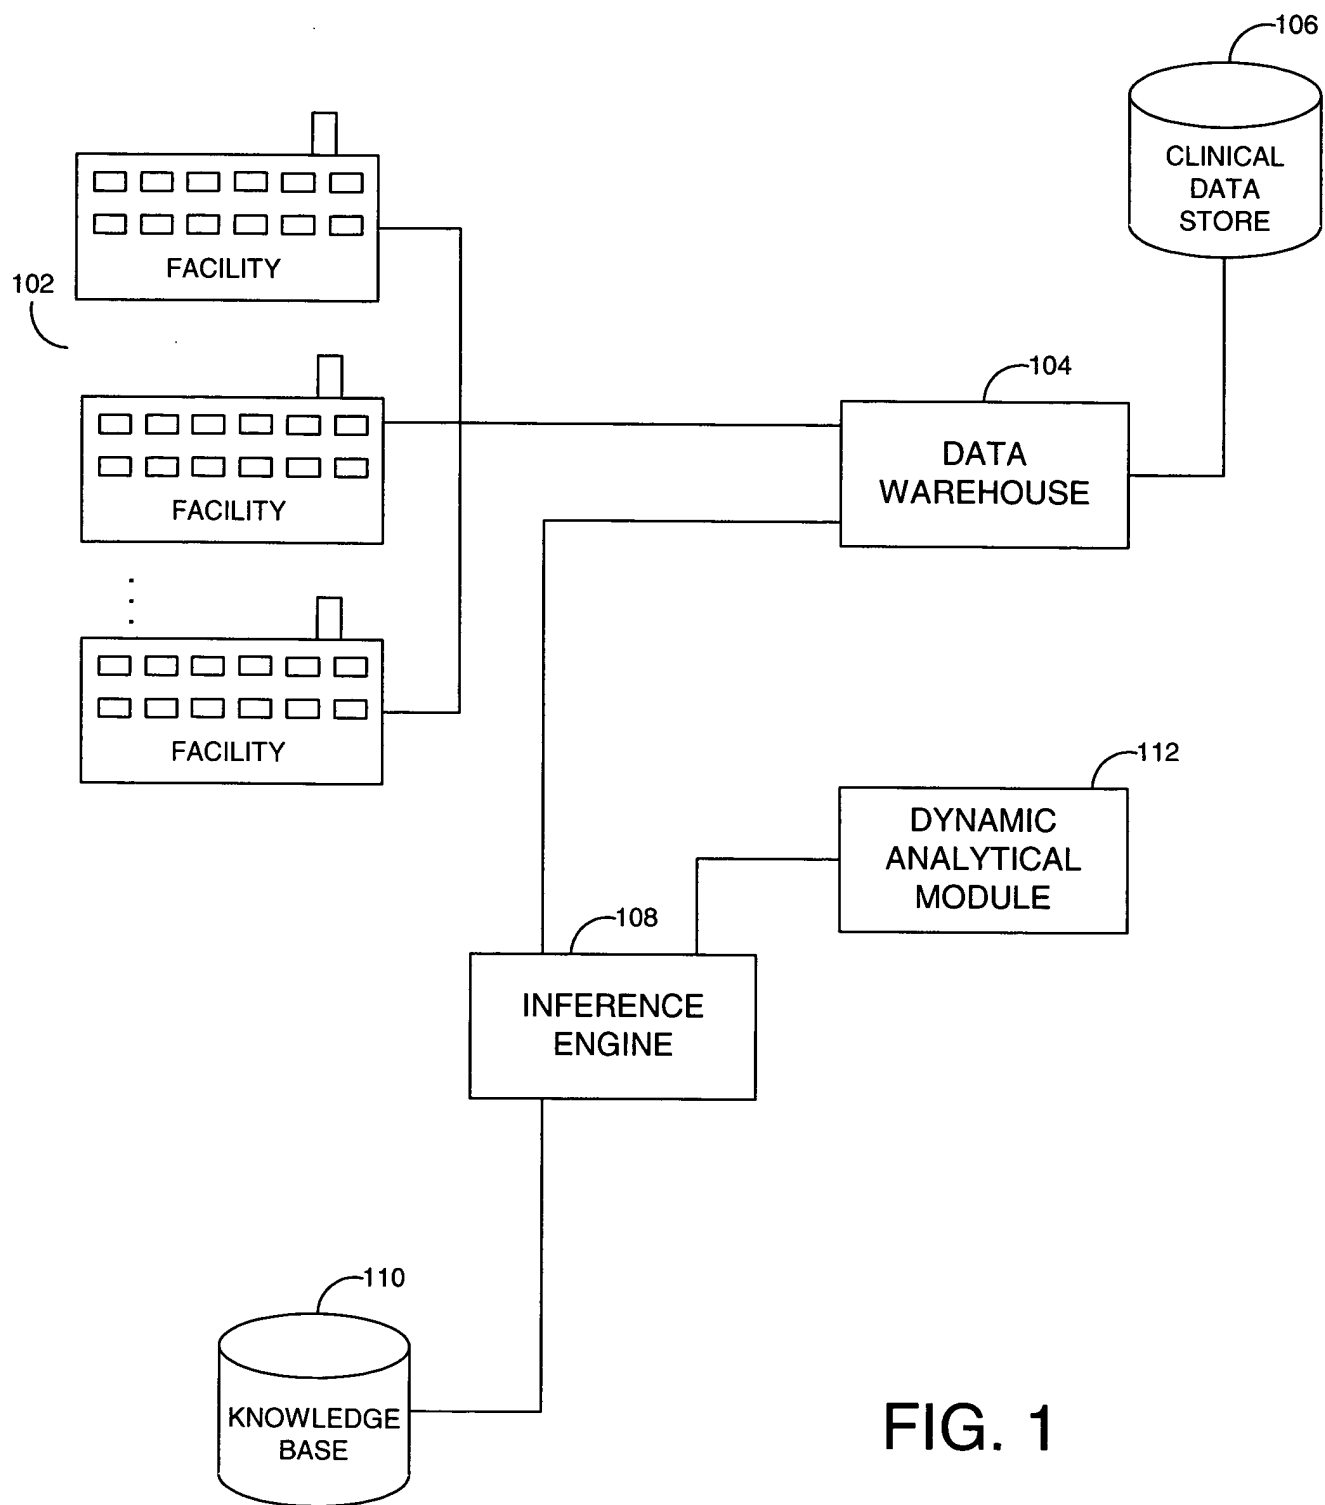 106
CLINICAL
DATA
STORE
FACILITY
102
104
DATA
WAREHOUSE
FACILITY
FACILITY
112
DYNAMIC
ANALYTICAL
MODULE
108
INFERENCE
ENGINE
110
KNOWLEDGE
BASE
FIG. 1